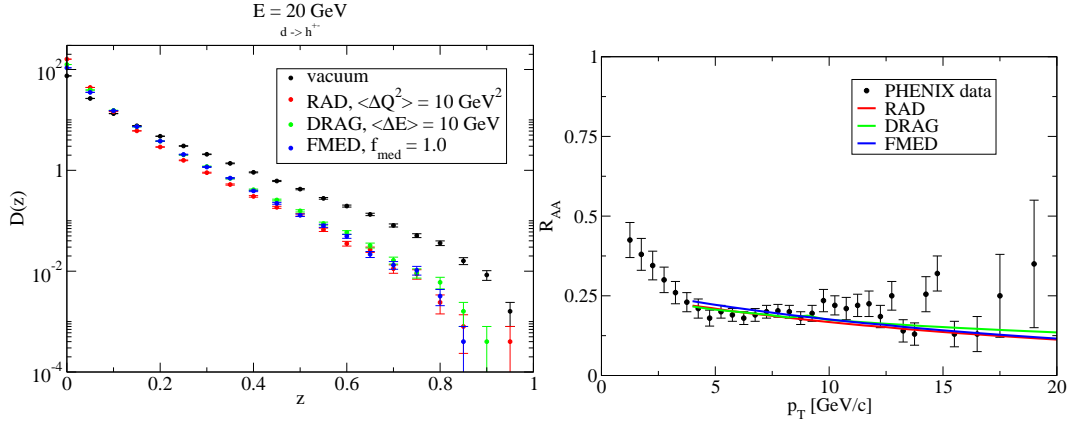 E = 20 GeV
d -> h+-
10^2
1
10^-2
10^-4
D(z)
vacuum
RAD, <ΔQ^2> = 10 GeV^2
DRAG, <ΔE> = 10 GeV
FMED, f_med = 1.0
0 0.2 0.4 0.6 0.8 1
z
1
0.75
0.5
0.25
0
R_AA
PHENIX data
RAD
DRAG
FMED
0 5 10 15 20
p_T [GeV/c]